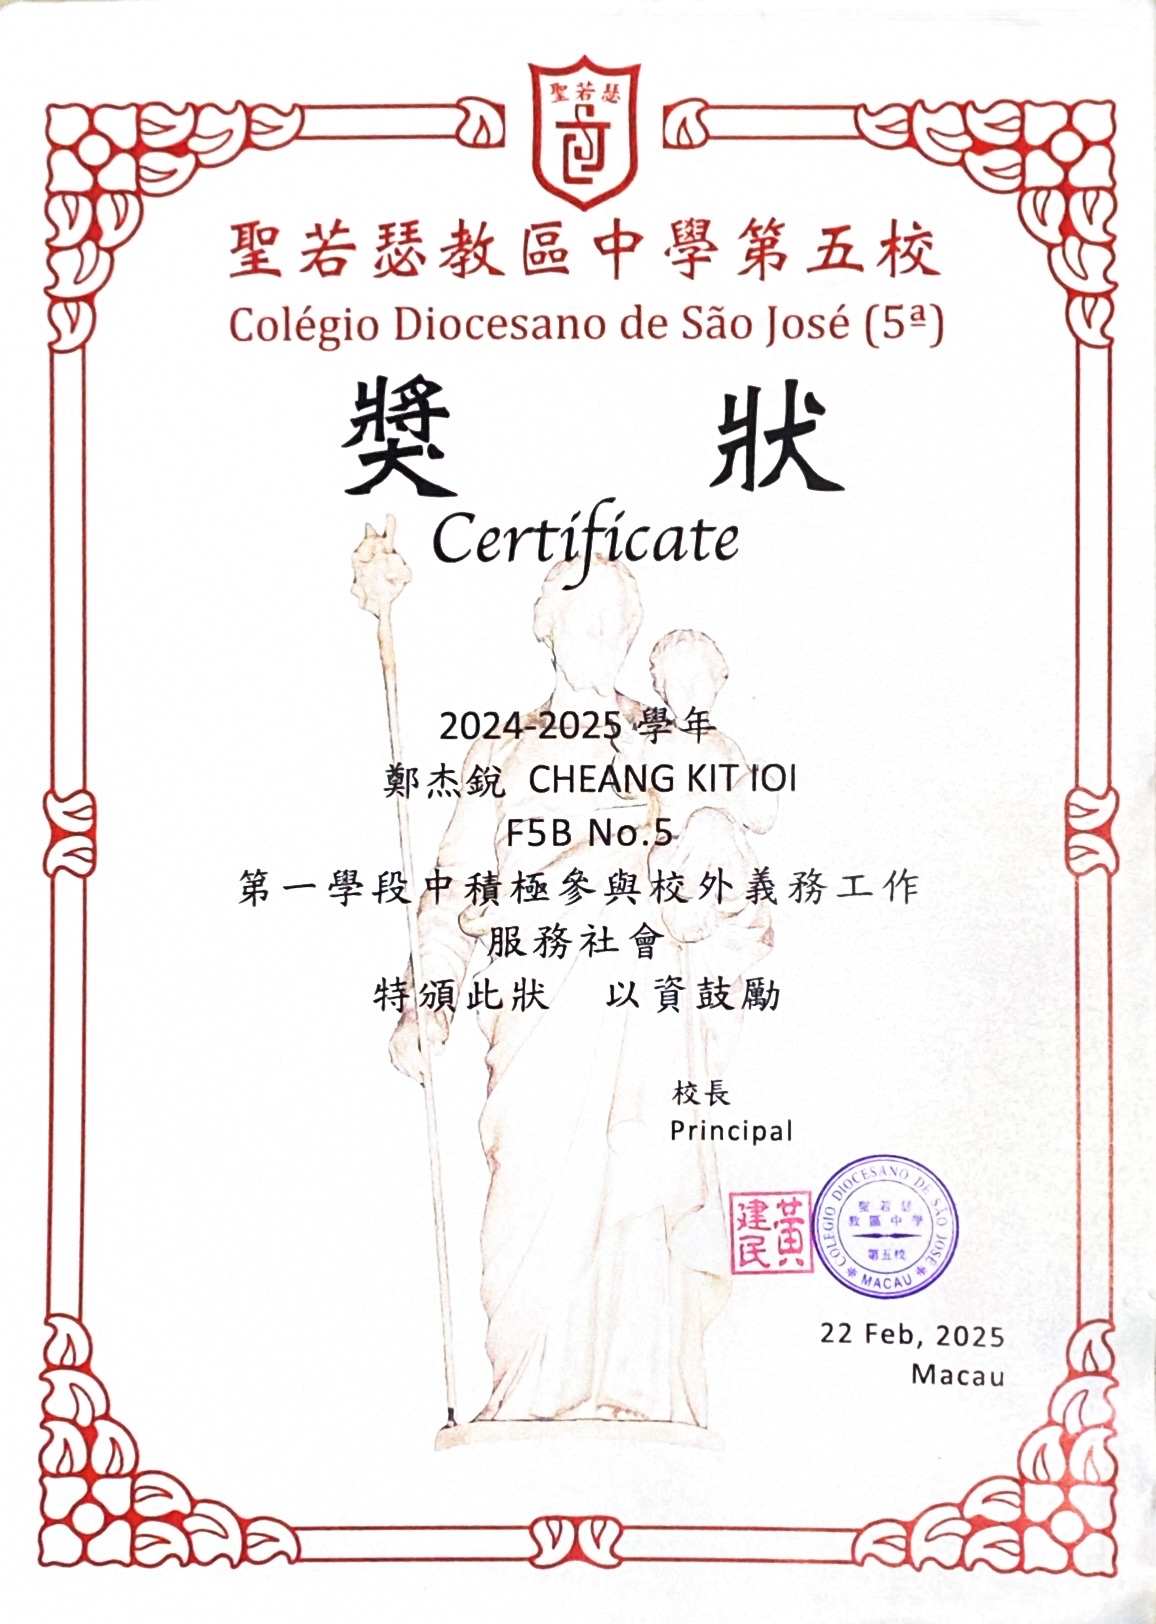 聖若瑟
SJ
聖若瑟教區中學第五校
Colégio Diocesano de São José (5ª)
獎 狀
Certificate
2024-2025 學年
鄭杰銳 CHEANG KIT IOI
F5B No.5
第一學段中積極參與校外義務工作
服務社會
特頒此狀 以資鼓勵
校長
Principal
黃建民
COLÉGIO DIOCESANO DE SÃO JOSÉ
聖若瑟
教區中學
第五校
MACAU
22 Feb, 2025
Macau